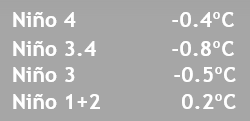 Niño 4 -0.4ºC
Niño 3.4 -0.8ºC
Niño 3 -0.5ºC
Niño 1+2 0.2ºC